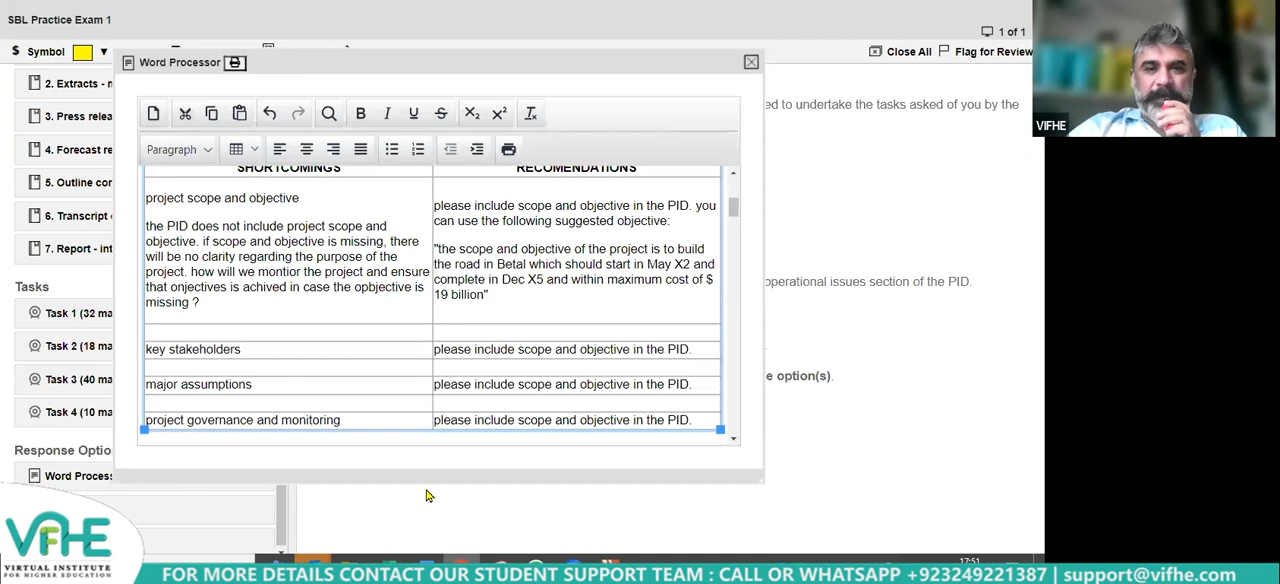 SBL Practice Exam 1
1 of 1
$ Symbol
Close All
Flag for Review
Word Processor
2. Extracts - n
3. Press relea
4. Forecast re
5. Outline cor
6. Transcript
7. Report - int
Tasks
Task 1 (32 ma
Task 2 (18 ma
Task 3 (40 ma
Task 4 (10 ma
Response Optio
Word Process
Paragraph
SHORTCOMINGS
RECOMENDATIONS
project scope and objective
the PID does not include project scope and
objective. if scope and objective is missing, there
will be no clarity regarding the purpose of the
project. how will we montior the project and ensure
that onjectives is achived in case the opbjective is
missing ?
please include scope and objective in the PID. you
can use the following suggested objective:
"the scope and objective of the project is to build
the road in Betal which should start in May X2 and
complete in Dec X5 and within maximum cost of $
19 billion"
key stakeholders
please include scope and objective in the PID.
major assumptions
please include scope and objective in the PID.
project governance and monitoring
please include scope and objective in the PID.
ed to undertake the tasks asked of you by the
operational issues section of the PID.
e option(s).
VIFHE
17:51
VIFHE
VIRTUAL INSTITUTE
FOR HIGHER EDUCATION
FOR MORE DETAILS CONTACT OUR STUDENT SUPPORT TEAM : CALL OR WHATSAPP +923249221387 | support@vifhe.com